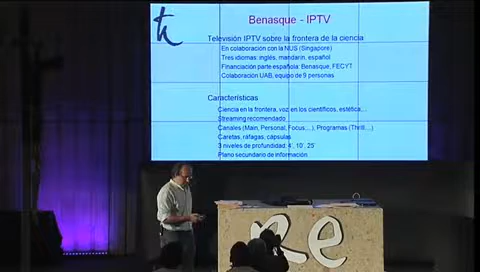 Benasque - IPTV
Televisión IPTV sobre la frontera de la ciencia
En colaboración con la NUS (Singapore)
Tres idiomas: inglés, mandarín, español
Financiación parte española: Benasque, FECYT
Colaboración UAB, equipo de 9 personas
Características
Ciencia en la frontera, voz en los científicos, estética,...
Streaming recomendado
Canales (Main, Personal, Focus,...), Programas (Thrill,...)
Caretas, ráfagas, cápsulas
3 niveles de profundidad: 4', 10', 25'
Plano secundario de información
Re